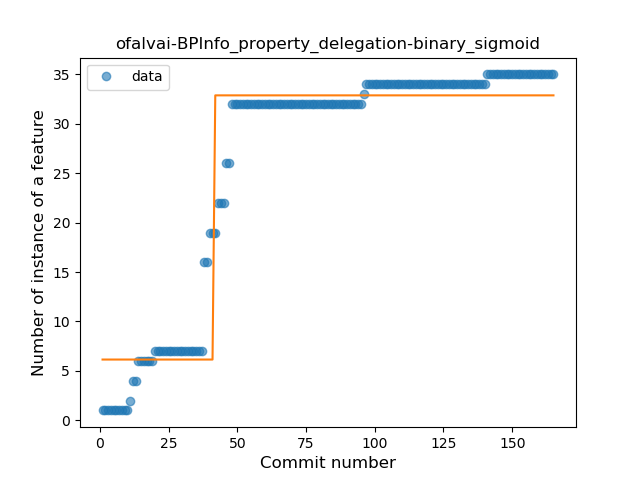 ofalvai-BPInfo_property_delegation-binary_sigmoid
data
Number of instance of a feature
35
30
25
20
15
10
5
0
0 25 50 75 100 125 150
Commit number